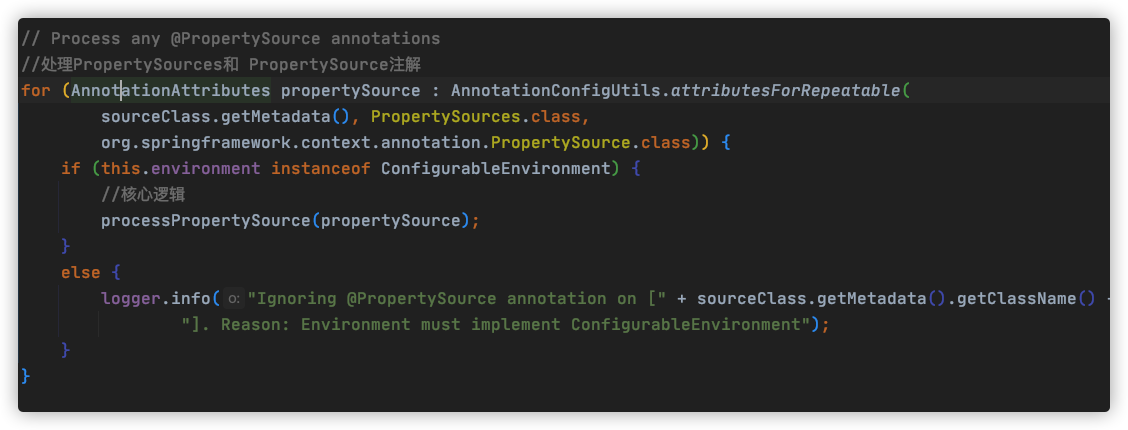 // Process any @PropertySource annotations
//处理PropertySources和 PropertySource注解
for (AnnotationAttributes propertySource : AnnotationConfigUtils.attributesForRepeatable(
sourceClass.getMetadata(), PropertySources.class,
org.springframework.context.annotation.PropertySource.class)) {
if (this.environment instanceof ConfigurableEnvironment) {
//核心逻辑
processPropertySource(propertySource);
}
else {
logger.info( o: "Ignoring @PropertySource annotation on [" + sourceClass.getMetadata().getClassName() +
"]. Reason: Environment must implement ConfigurableEnvironment");
}
}